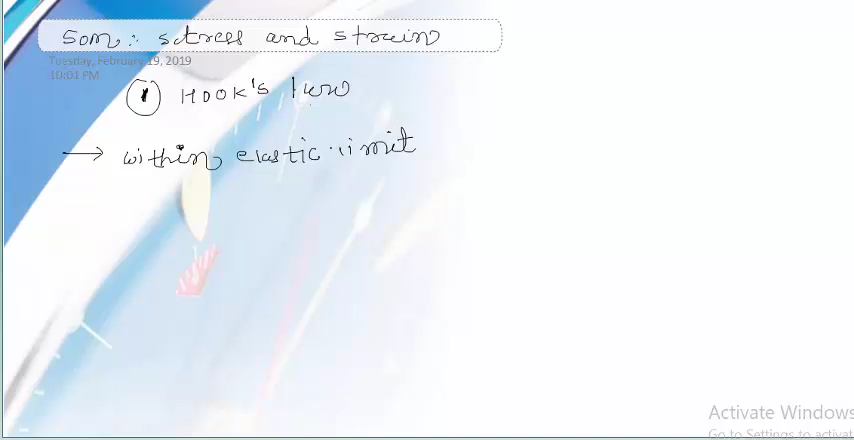 Som: stress and strain
Tuesday, February 19, 2019
10:01 PM
1 HOOK'S law
→ within elastic limit
Activate Windows
Go to Settings to activat